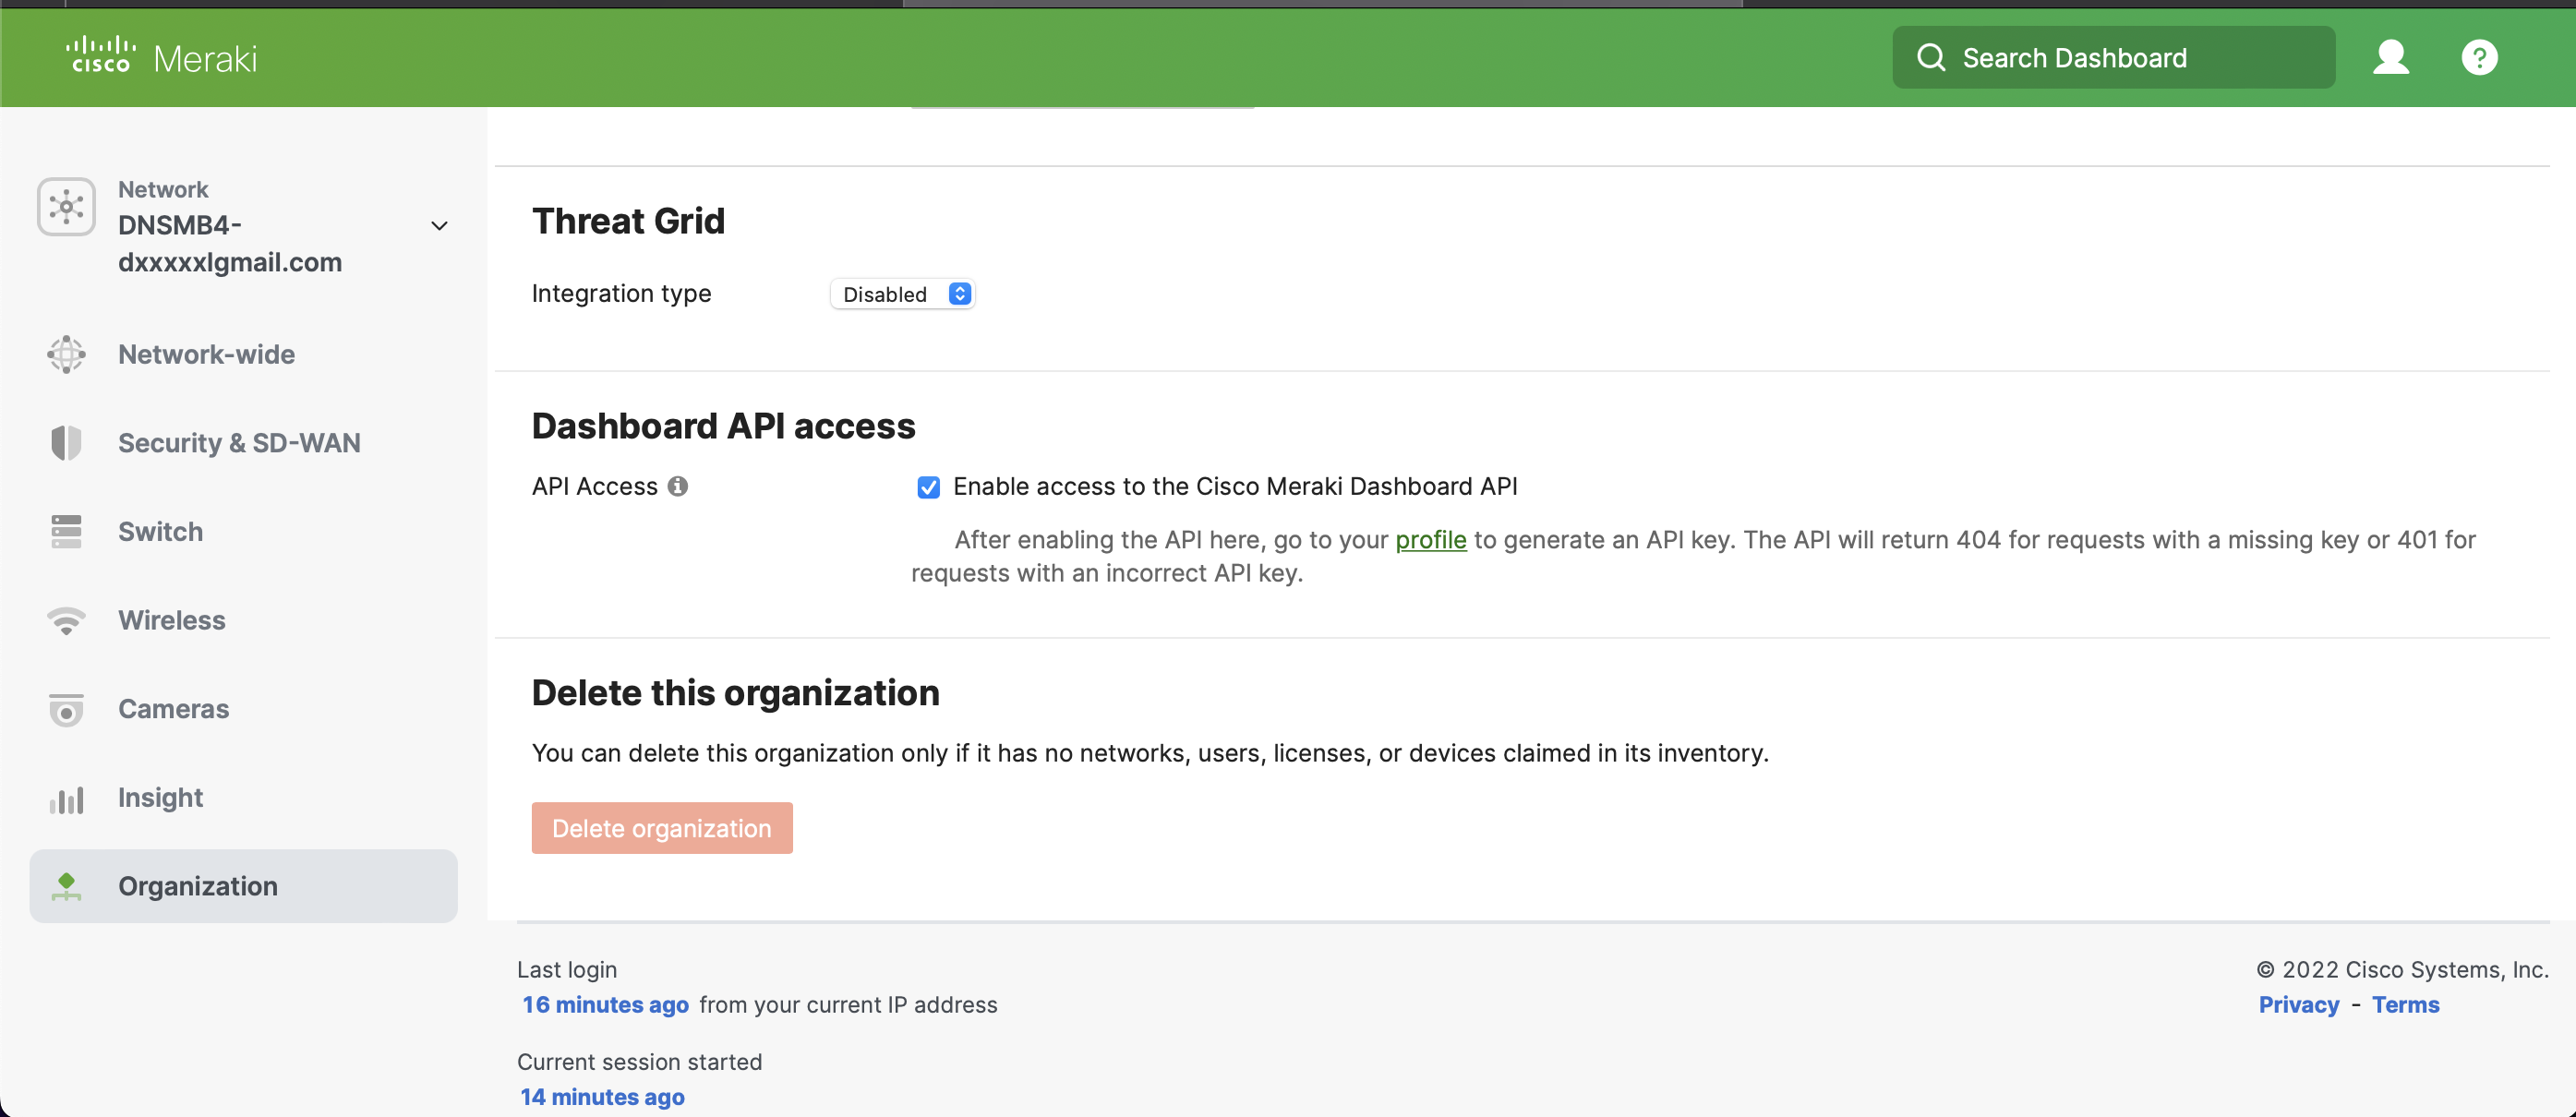 cisco Meraki
Search Dashboard
?
Network
DNSMB4-
dxxxxxlgmail.com
Network-wide
Security & SD-WAN
Switch
Wireless
Cameras
Insight
Organization
Threat Grid
Integration type Disabled
Dashboard API access
API Access i Enable access to the Cisco Meraki Dashboard API
After enabling the API here, go to your profile to generate an API key. The API will return 404 for requests with a missing key or 401 for
requests with an incorrect API key.
Delete this organization
You can delete this organization only if it has no networks, users, licenses, or devices claimed in its inventory.
Delete organization
Last login
16 minutes ago from your current IP address
Current session started
14 minutes ago
© 2022 Cisco Systems, Inc.
Privacy - Terms